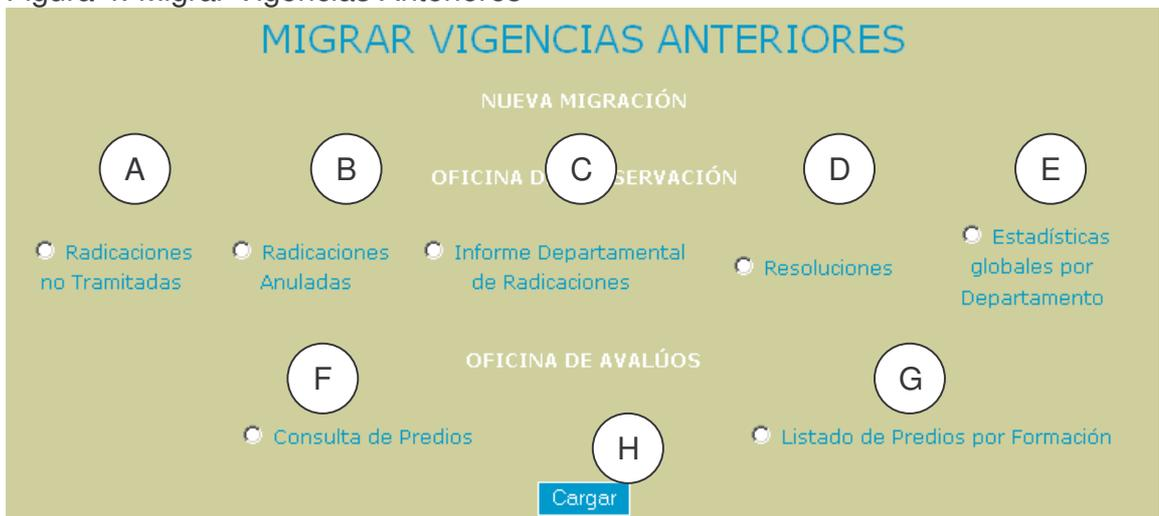 Figura 4. Migrar Vigencias Anteriores
MIGRAR VIGENCIAS ANTERIORES
NUEVA MIGRACIÓN
A B C D E
OFICINA D SERVACIÓN
Radicaciones no Tramitadas
Radicaciones Anuladas
Informe Departamental de Radicaciones
Resoluciones
Estadísticas globales por Departamento
F G
OFICINA DE AVALÚOS
Consulta de Predios
Listado de Predios por Formación
H
Cargar